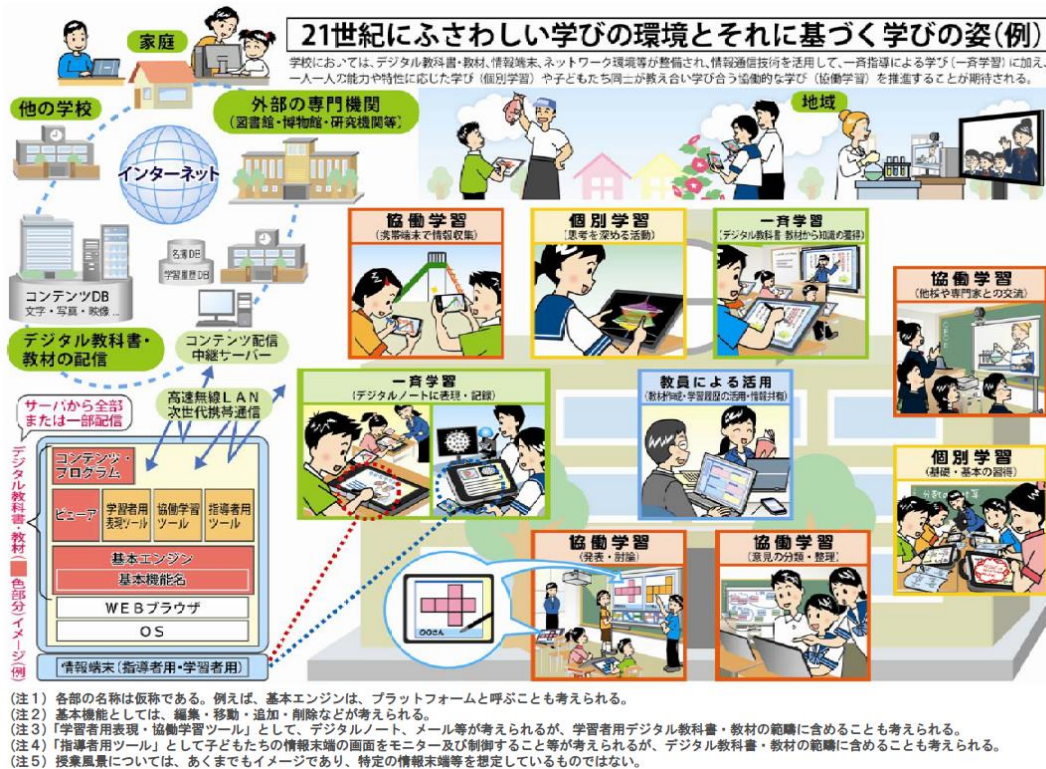 21世紀にふさわしい学びの環境とそれに基づく学びの姿(例)
学校においては、デジタル教科書・教材、情報端末、ネットワーク環境等が整備され、情報通信技術を活用して、一斉指導による学び(一斉学習)に加え、
一人一人の能力や特性に応じた学び(個別学習)や子どもたち同士が教え合い学び合う協働的な学び(協働学習)を推進することが期待される。
家庭
他の学校
外部の専門機関
(図書館・博物館・研究機関等)
地域
インターネット
名簿DB
学習履歴DB
コンテンツDB
文字・写真・映像…
デジタル教科書・
教材の配信
コンテンツ配信
中継サーバー
高速無線LAN
次世代携帯通信
協働学習
(携帯端末で情報収集)
個別学習
(思考を深める活動)
一斉学習
(デジタル教科書・教材から知識の獲得)
協働学習
(他校や専門家との交流)
一斉学習
(デジタルノートに表現・記録)
教員による活用
(教材作成・学習履歴の活用・情報共有)
個別学習
(基礎・基本の習得)
協働学習
(発表・討論)
協働学習
(意見の分類・整理)
○○さん
サーバから全部
または一部配信
デジタル教科書・教材(色部分)イメージ(例)
コンテンツ・
プログラム
ビューア
学習者用
表現ツール
協働学習
ツール
指導者用
ツール
基本エンジン
基本機能名
WEBブラウザ
OS
情報端末(指導者用・学習者用)
(注1)各部の名称は仮称である。例えば、基本エンジンは、プラットフォームと呼ぶことも考えられる。
(注2)基本機能としては、編集・移動・追加・削除などが考えられる。
(注3)「学習者用表現・協働学習ツール」として、デジタルノート、メール等が考えられるが、学習者用デジタル教科書・教材の範疇に含めることも考えられる。
(注4)「指導者用ツール」として子どもたちの情報末端の画面をモニター及び制御すること等が考えられるが、デジタル教科書・教材の範疇に含めることも考えられる。
(注5)授業風景については、あくまでもイメージであり、特定の情報末端等を想定しているものではない。